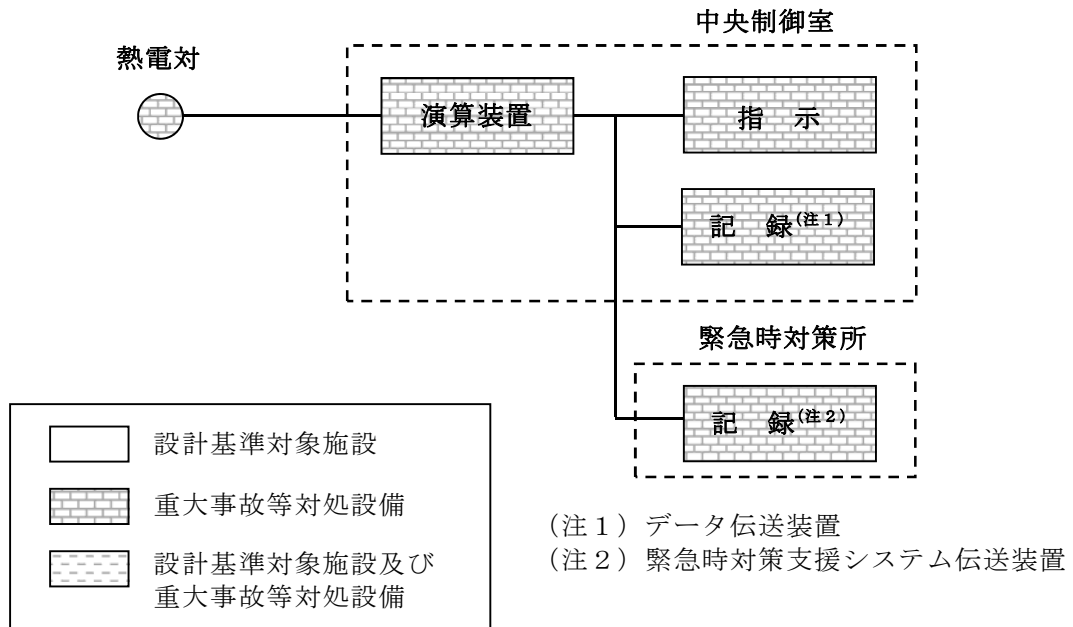 中央制御室
熱電対
演算装置
指 示
記 録(注1)
緊急時対策所
記 録(注2)
設計基準対象施設
重大事故等対処設備
設計基準対象施設及び
重大事故等対処設備
(注1)データ伝送装置
(注2)緊急時対策支援システム伝送装置